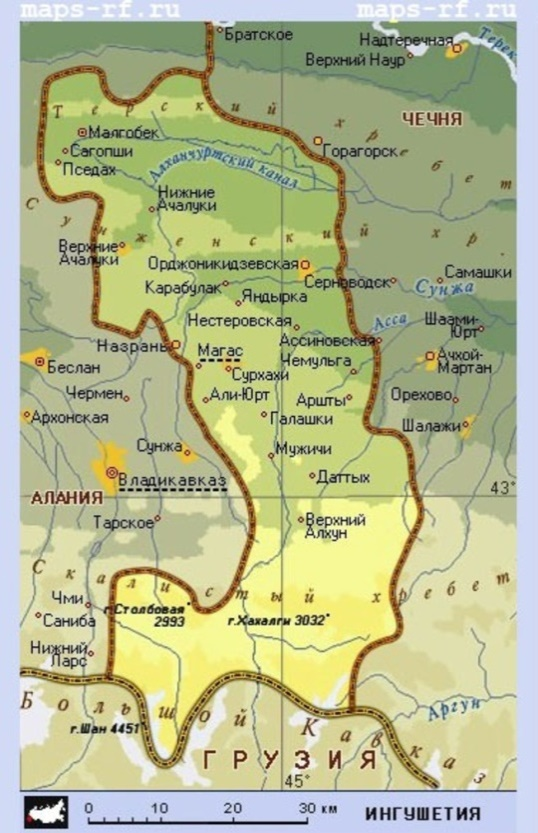 maps-rf.ru
maps-rf.ru
Братское
Надтеречная
Терек
Верхний Наур
Терский хребет
ЧЕЧНЯ
Малгобек
Горагорск
Сагопши
Алханчуртский канал
Пседах
Нижние
Ачалуки
Сунженский хр.
Верхние
Ачалуки
Орджоникидзевская
Серноводск
Самашки
Карабулак
Сунжа
Яндырка
Нестеровская
Асса
Шаами-
Юрт
Ассиновская
Назрань
Магас
Чемульга
Ачхой-
Мартан
Беслан
Сурхахи
Чермен
Али-Юрт
Аршты
Орехово
Архонская
Галашки
Шалажи
Сунжа
Мужичи
Владикавказ
Даттых
43°
АЛАНИЯ
Тарское
Верхний
Алхун
Скалистый хребет
Чми
г.Столбовая
2993
г.Хахалги 3032
Саниба
Нижний
Ларс
Большой Кавказ
Аргун
г.Шан 4451
ГРУЗИЯ
45°
0 10 20 30 км
ИНГУШЕТИЯ